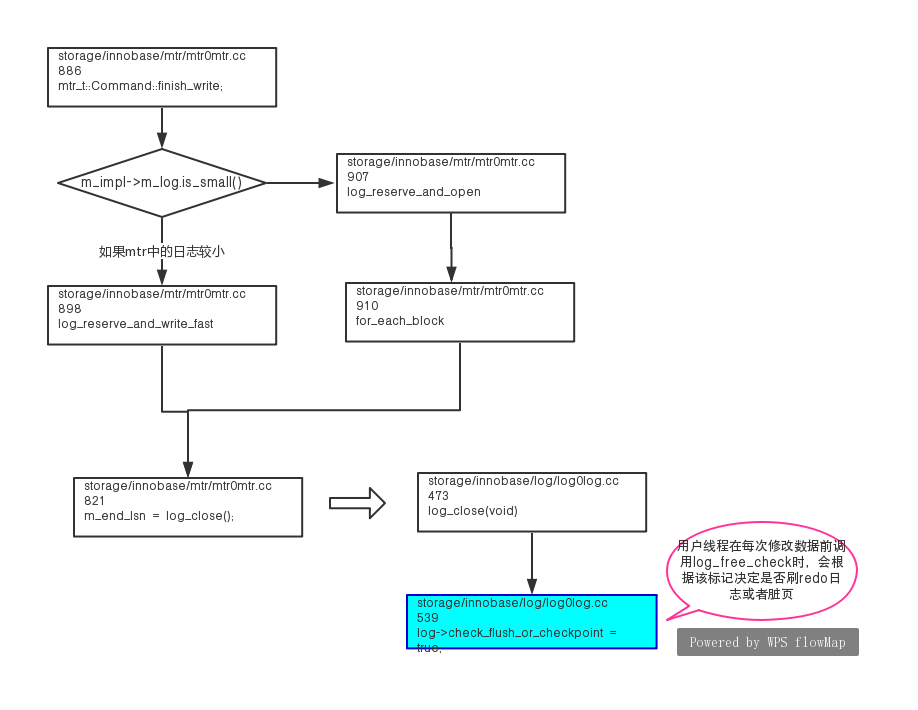 storage/innobase/mtr/mtr0mtr.cc
886
mtr_t::Command::finish_write;
m_impl->m_log.is_small()
storage/innobase/mtr/mtr0mtr.cc
907
log_reserve_and_open
如果mtr中的日志较小
storage/innobase/mtr/mtr0mtr.cc
898
log_reserve_and_write_fast
storage/innobase/mtr/mtr0mtr.cc
910
for_each_block
storage/innobase/mtr/mtr0mtr.cc
821
m_end_lsn = log_close();
storage/innobase/log/log0log.cc
473
log_close(void)
用户线程在每次修改数据前调
用log_free_check时，会根
据该标记决定是否刷redo日
志或者脏页
storage/innobase/log/log0log.cc
539
log->check_flush_or_checkpoint =
true;
Powered by WPS flowMap